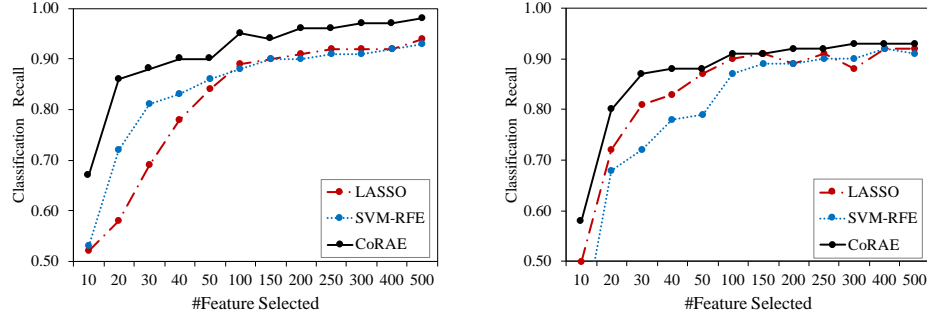 1.00
0.90
0.80
0.70
0.60
0.50
Classification Recall
10 20 30 40 50 100 150 200 250 300 400 500
#Feature Selected
LASSO
SVM-RFE
CoRAE
1.00
0.90
0.80
0.70
0.60
0.50
Classification Recall
10 20 30 40 50 100 150 200 250 300 400 500
#Feature Selected
LASSO
SVM-RFE
CoRAE